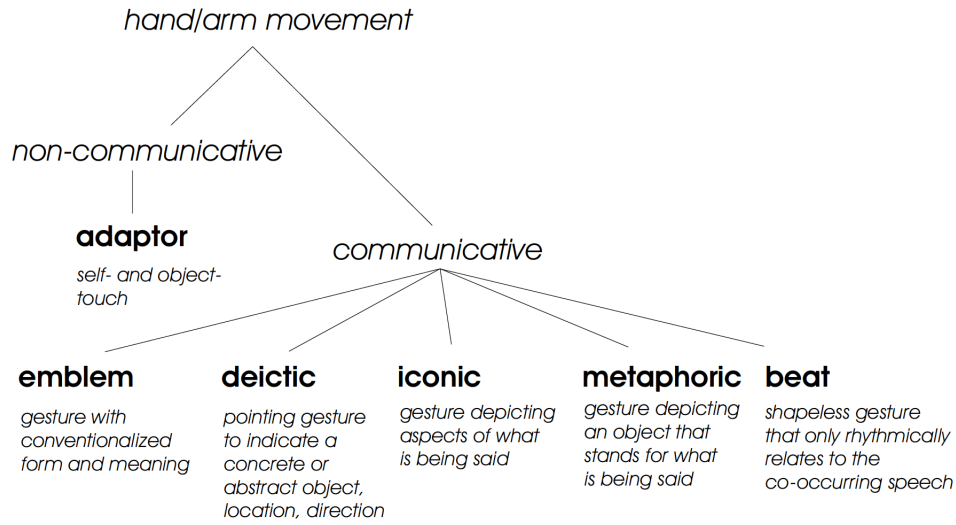 hand/arm movement
non-communicative
adaptor
self- and object-
touch
communicative
emblem
gesture with
conventionalized
form and meaning
deictic
pointing gesture
to indicate a
concrete or
abstract object,
location, direction
iconic
gesture depicting
aspects of what
is being said
metaphoric
gesture depicting
an object that
stands for what
is being said
beat
shapeless gesture
that only rhythmically
relates to the
co-occurring speech